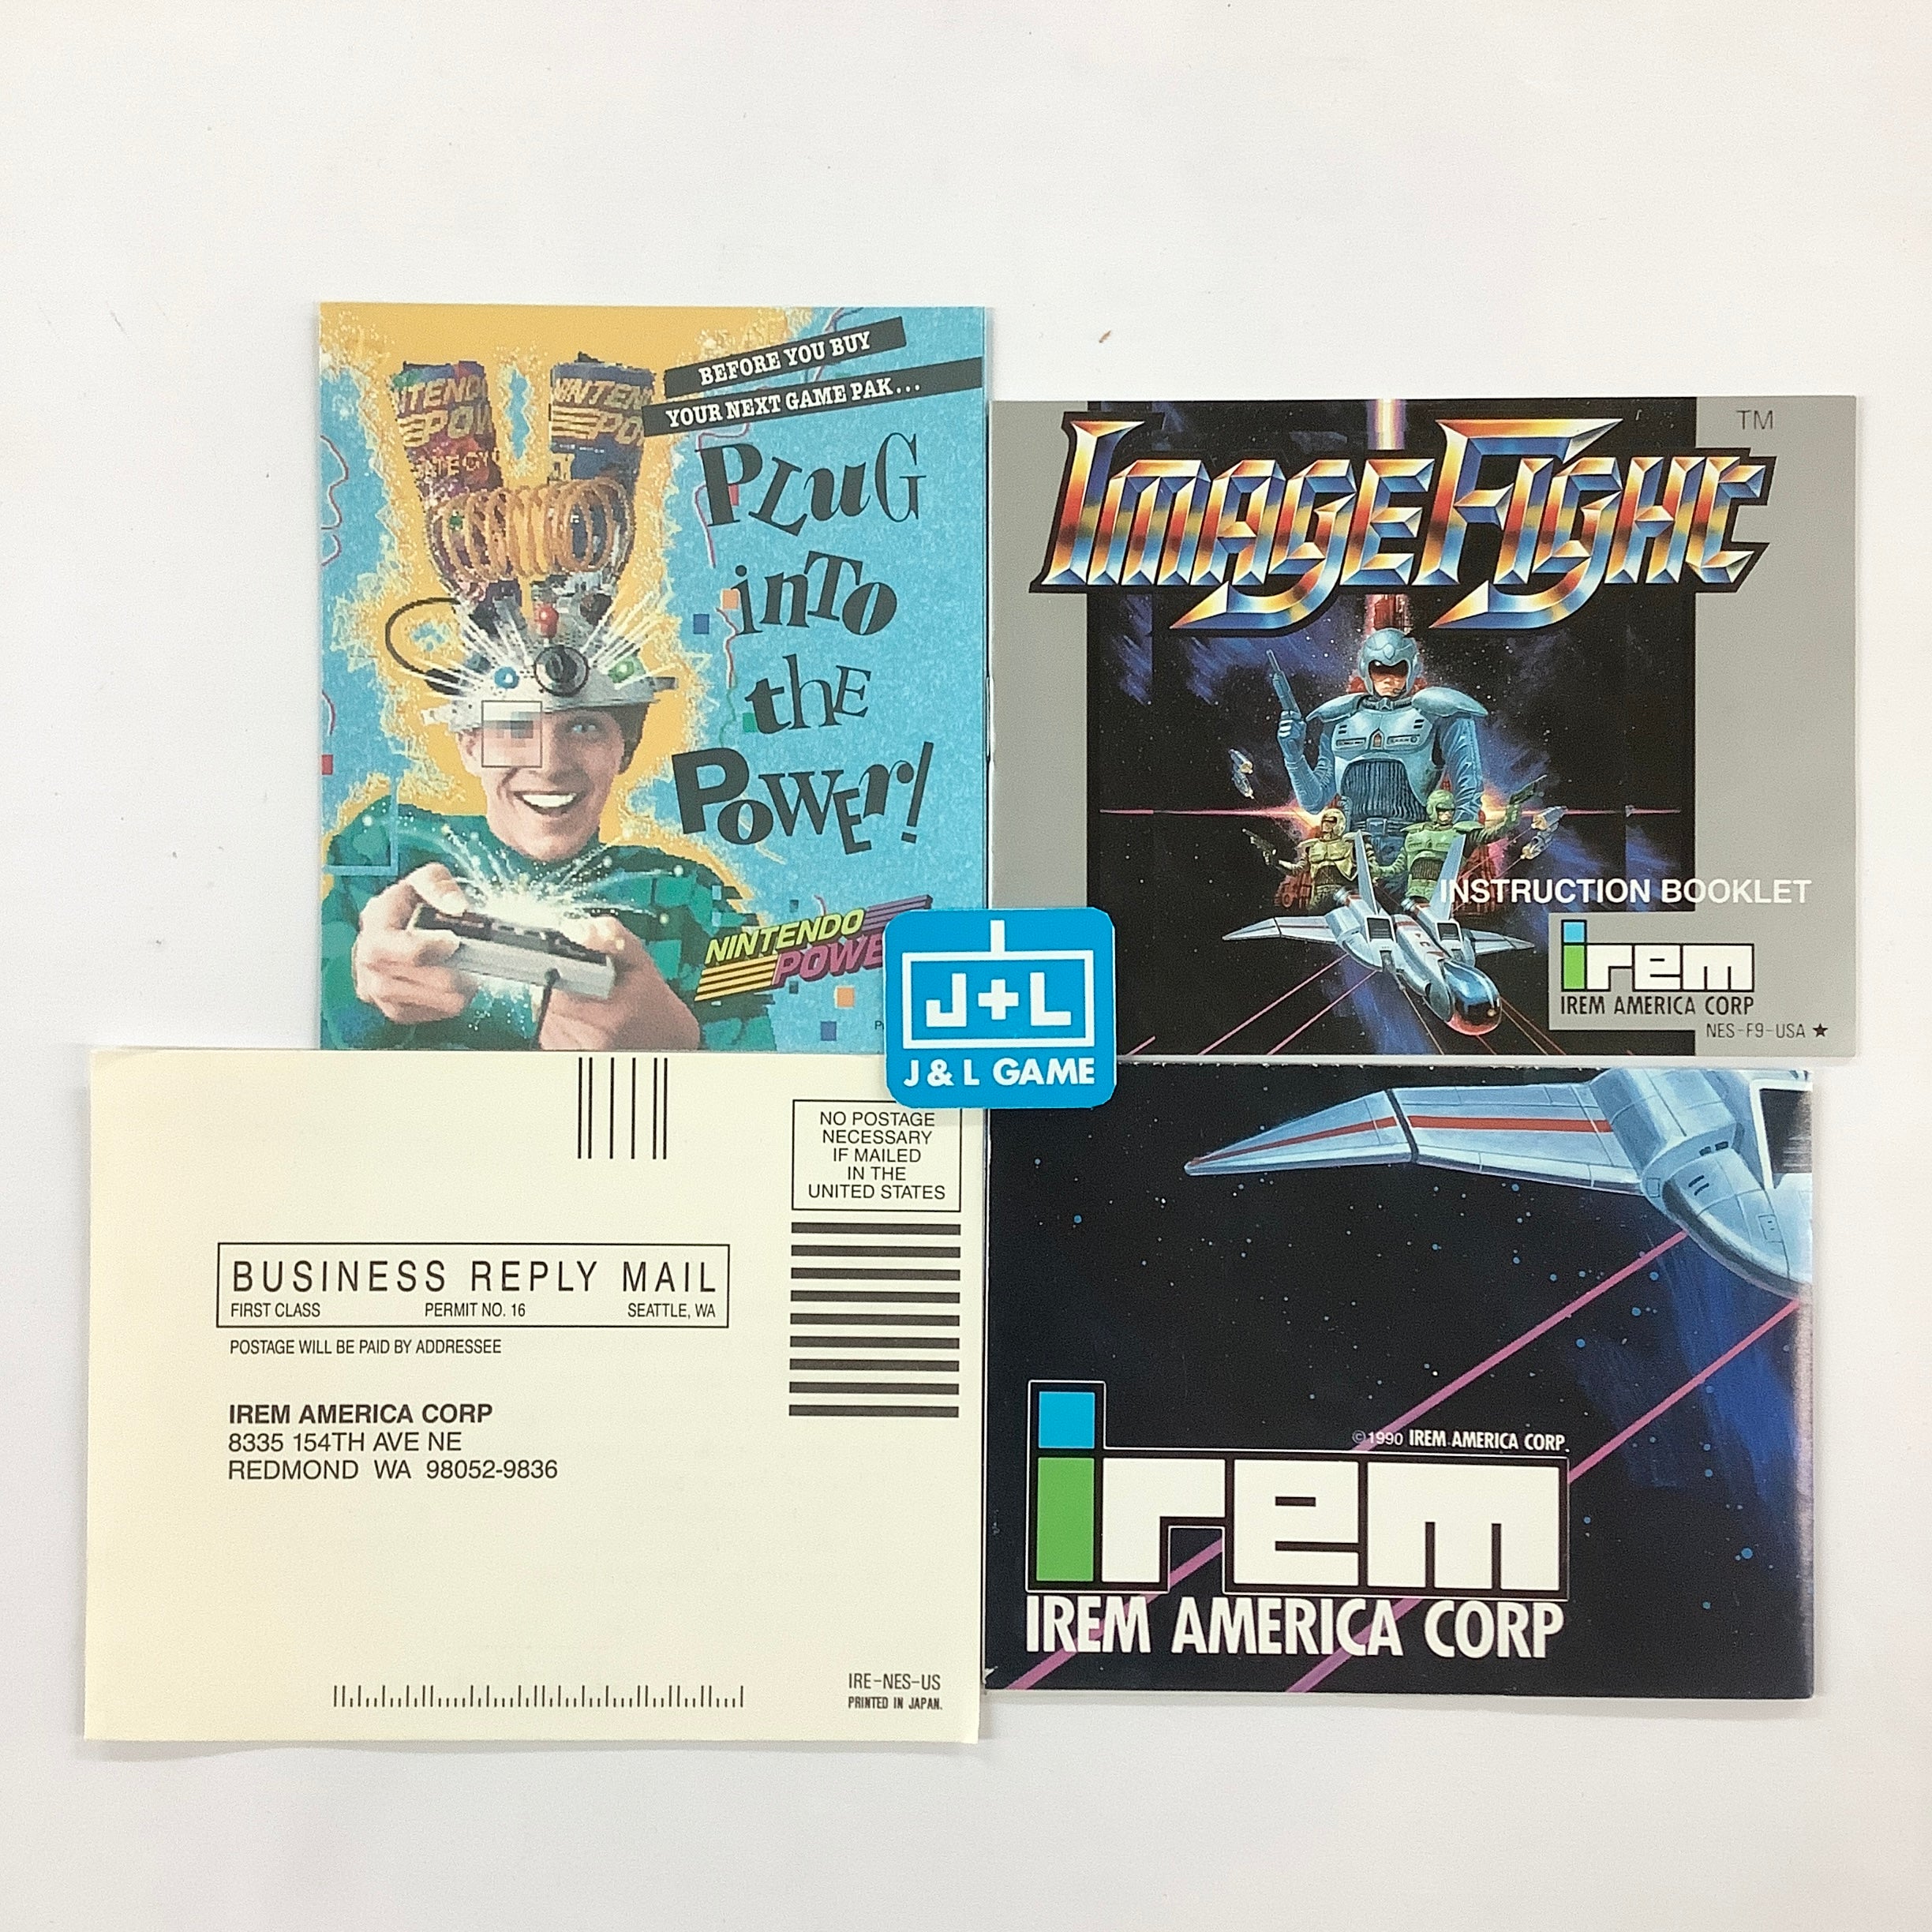 BEFORE YOU BUY
YOUR NEXT GAME PAK...
PLuG
inTo
thE
PoWEr!
NINTENDO
POWER
NINTENDO
J+L
J & L GAME
IMAGE FIGHT
TM
INSTRUCTION BOOKLET
irem
IREM AMERICA CORP
NES-F9-USA ★
NO POSTAGE
NECESSARY
IF MAILED
IN THE
UNITED STATES
BUSINESS REPLY MAIL
FIRST CLASS PERMIT NO. 16 SEATTLE, WA
POSTAGE WILL BE PAID BY ADDRESSEE
IREM AMERICA CORP
8335 154TH AVE NE
REDMOND WA 98052-9836
IRE-NES-US
PRINTED IN JAPAN.
©1990 IREM AMERICA CORP.
irem
IREM AMERICA CORP